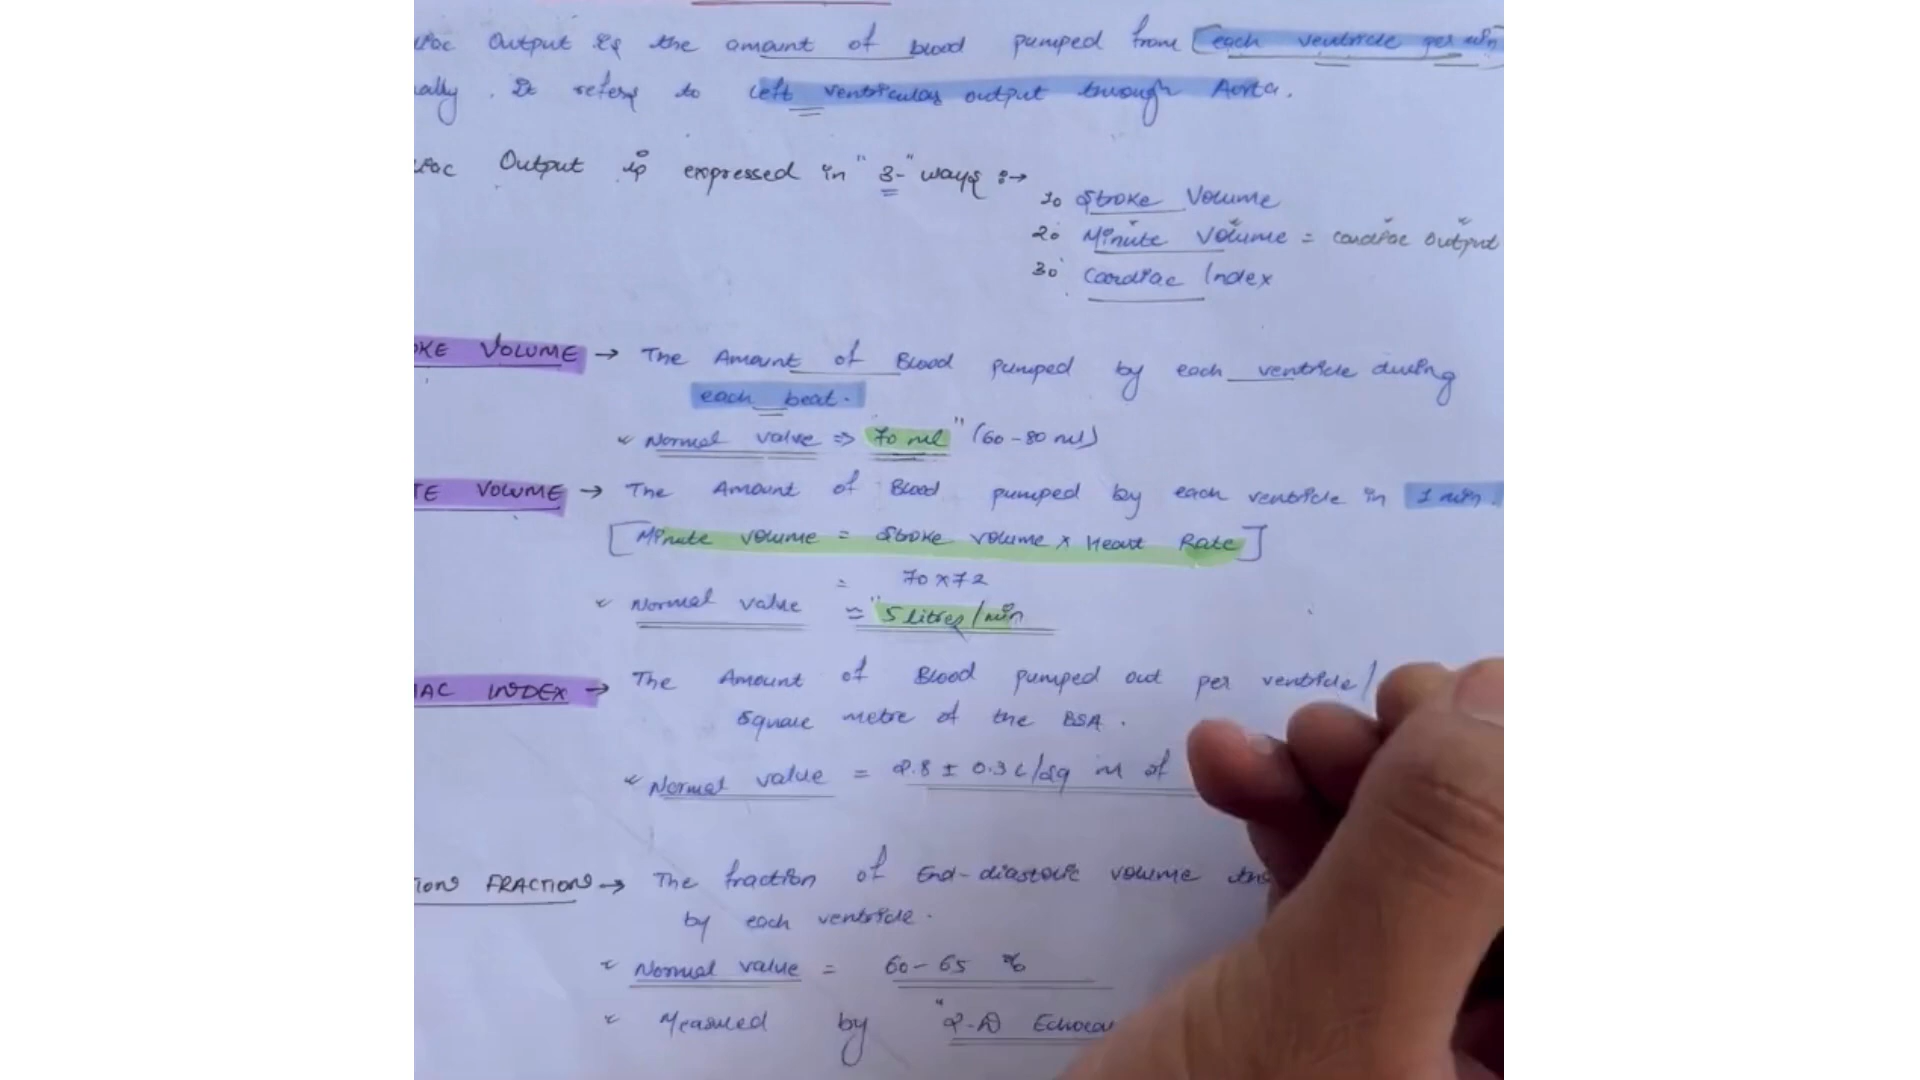 Output is the amount of blood pumped from [each ventricle per min
ally. It refers to left ventricular output through Aorta.
Output is expressed in "3-" ways :→
1. Stroke Volume
2. Minute Volume = cardiac output
3. Cardiac Index
OKE VOLUME → The Amount of Blood pumped by each ventricle during
each beat.
Normal value => 70 ml" (60-80 ml)
TE VOLUME → The Amount of Blood pumped by each ventricle in 1 min.
[Minute volume = Stroke volume x Heart Rate]
= 70x72
Normal value ≈ "5 litres/min
IAC INDEX → The Amount of Blood pumped out per ventricle/
square metre of the BSA.
Normal value = 2.8 ± 0.3 L/sq m of
TION FRACTION → The fraction of End-diastolic volume
by each ventricle.
Normal value = 60-65 %
Measured by "2-D